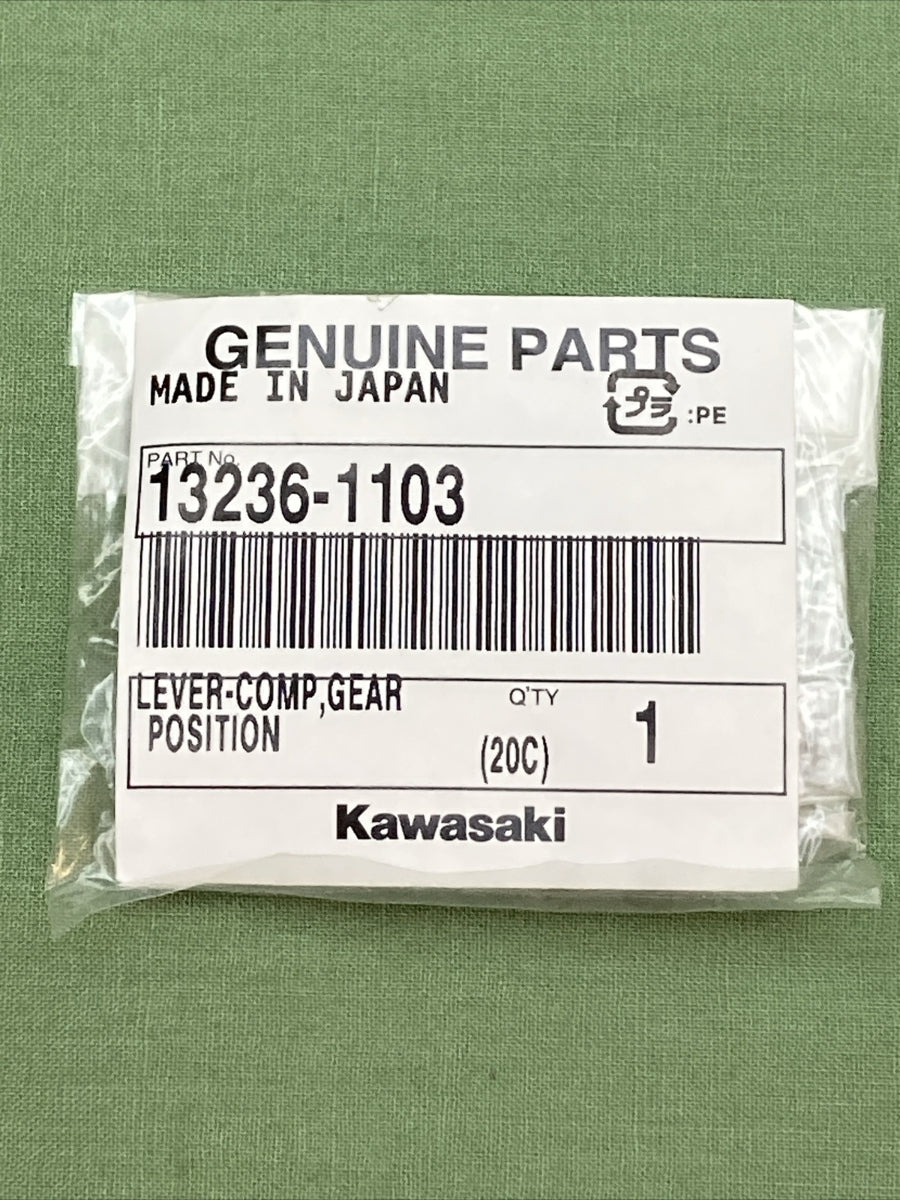 GENUINE PARTS
MADE IN JAPAN
プラ :PE
PART No.
13236-1103
LEVER-COMP,GEAR
POSITION
Q'TY
(20C)
1
Kawasaki